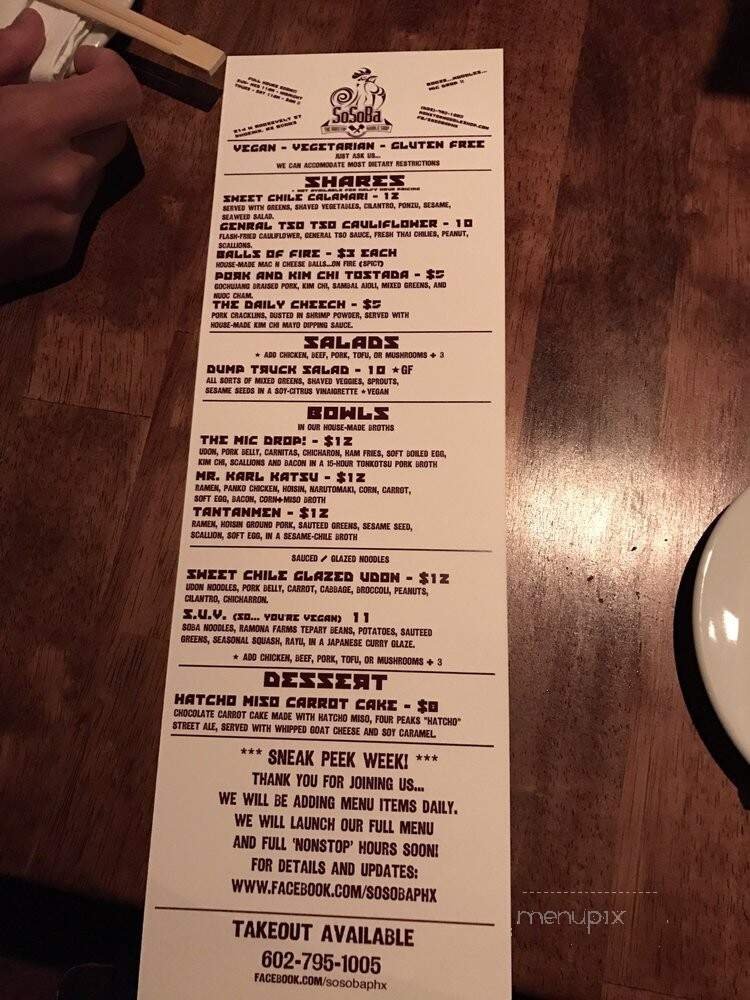 214 W ROOSEVELT ST
PHOENIX, AZ 85003
SoSoBa
VEGAN - VEGETARIAN - GLUTEN FREE
JUST ASK US...
WE CAN ACCOMODATE MOST DIETARY RESTRICTIONS
SHARES
SWEET CHILE CALAMARI - 12
SERVED WITH GREENS, SHAVED VEGETABLES, CILANTRO, PONZU, SESAME,
SEAWEED SALAD.
GENRAL TSO TSO CAULIFLOWER - 10
FLASH-FRIED CAULIFLOWER, GENERAL TSO SAUCE, FRESH THAI CHILIES, PEANUT,
SCALLIONS.
BALLS OF FIRE - $3 EACH
HOUSE-MADE MAC N CHEESE BALLS...ON FIRE (SPICY)
PORK AND KIM CHI TOSTADA - $5
GOCHUJANG BRAISED PORK, KIM CHI, SAMBAL AIOLI, MIXED GREENS, AND
NUOC CHAM.
THE DAILY CHEECH - $5
PORK CRACKLINS, DUSTED IN SHRIMP POWDER, SERVED WITH
HOUSE-MADE KIM CHI MAYO DIPPING SAUCE.
SALADS
★ ADD CHICKEN, BEEF, PORK, TOFU, OR MUSHROOMS + 3
DUMP TRUCK SALAD - 10 ★GF
ALL SORTS OF MIXED GREENS, SHAVED VEGGIES, SPROUTS,
SESAME SEEDS IN A SOY-CITRUS VINAIGRETTE ★VEGAN
BOWLS
IN OUR HOUSE-MADE BROTHS
THE MIC DROP! - $12
UDON, PORK BELLY, CARNITAS, CHICHARON, HAM FRIES, SOFT BOILED EGG,
KIM CHI, SCALLIONS AND BACON IN A 15-HOUR TONKOTSU PORK BROTH
MR. KARL KATSU - $12
RAMEN, PANKO CHICKEN, HOISIN, NARUTOMAKI, CORN, CARROT,
SOFT EGG, BACON, CORN+MISO BROTH
TANTANMEN - $12
RAMEN, HOISIN GROUND PORK, SAUTEED GREENS, SESAME SEED,
SCALLION, SOFT EGG, IN A SESAME-CHILE BROTH
SAUCED / GLAZED NOODLES
SWEET CHILE GLAZED UDON - $12
UDON NOODLES, PORK BELLY, CARROT, CABBAGE, BROCCOLI, PEANUTS,
CILANTRO, CHICHARRON.
S.U.V. (SO... YOU'RE VEGAN) 11
SOBA NOODLES, RAMONA FARMS TEPARY BEANS, POTATOES, SAUTEED
GREENS, SEASONAL SQUASH, RAYU, IN A JAPANESE CURRY GLAZE.
★ ADD CHICKEN, BEEF, PORK, TOFU, OR MUSHROOMS + 3
DESSERT
HATCHO MISO CARROT CAKE - $8
CHOCOLATE CARROT CAKE MADE WITH HATCHO MISO, FOUR PEAKS "HATCHO"
STREET ALE, SERVED WITH WHIPPED GOAT CHEESE AND SOY CARAMEL.
*** SNEAK PEEK WEEK! ***
THANK YOU FOR JOINING US...
WE WILL BE ADDING MENU ITEMS DAILY.
WE WILL LAUNCH OUR FULL MENU
AND FULL 'NONSTOP' HOURS SOON!
FOR DETAILS AND UPDATES:
WWW.FACEBOOK.COM/SOSOBAPHX
menupix
TAKEOUT AVAILABLE
602-795-1005
FACEBOOK.COM/sosobaphx